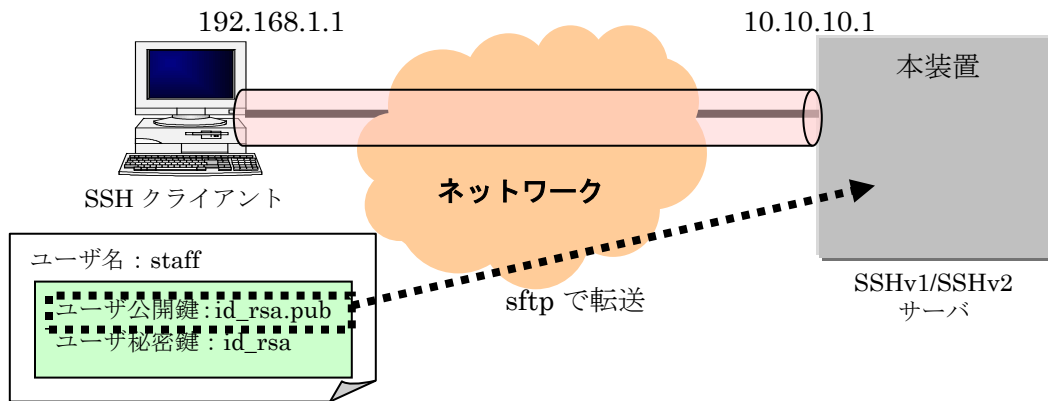 192.168.1.1
10.10.10.1
本装置
SSH クライアント
ネットワーク
ユーザ名：staff
ユーザ公開鍵：id_rsa.pub
ユーザ秘密鍵：id_rsa
sftp で転送
SSHv1/SSHv2
サーバ